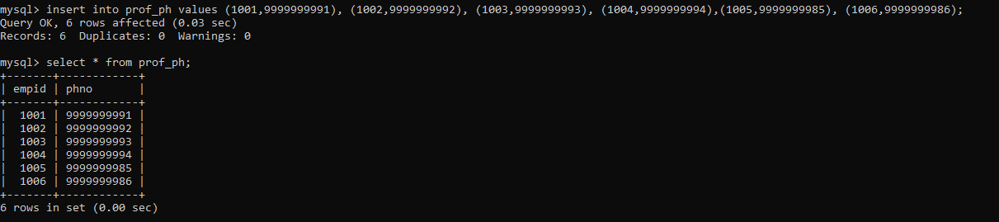 mysql> insert into prof_ph values (1001,9999999991), (1002,9999999992), (1003,9999999993), (1004,9999999994),(1005,9999999985), (1006,9999999986);
Query OK, 6 rows affected (0.03 sec)
Records: 6  Duplicates: 0  Warnings: 0

mysql> select * from prof_ph;
+-------+------------+
| empid | phno       |
+-------+------------+
|  1001 | 9999999991 |
|  1002 | 9999999992 |
|  1003 | 9999999993 |
|  1004 | 9999999994 |
|  1005 | 9999999985 |
|  1006 | 9999999986 |
+-------+------------+
6 rows in set (0.00 sec)